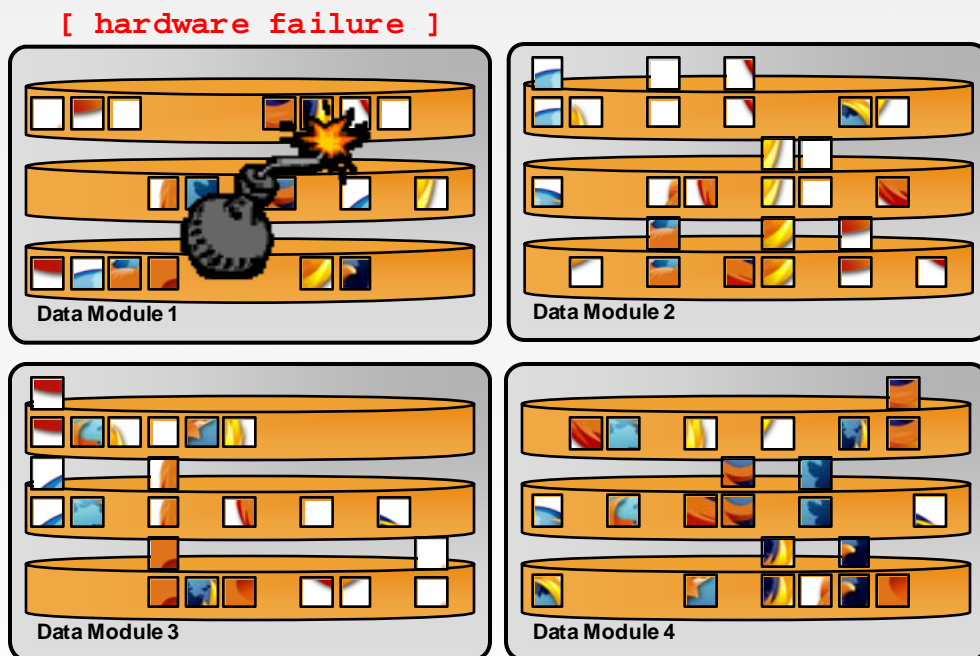 [ hardware failure ]
Data Module 1
Data Module 2
Data Module 3
Data Module 4